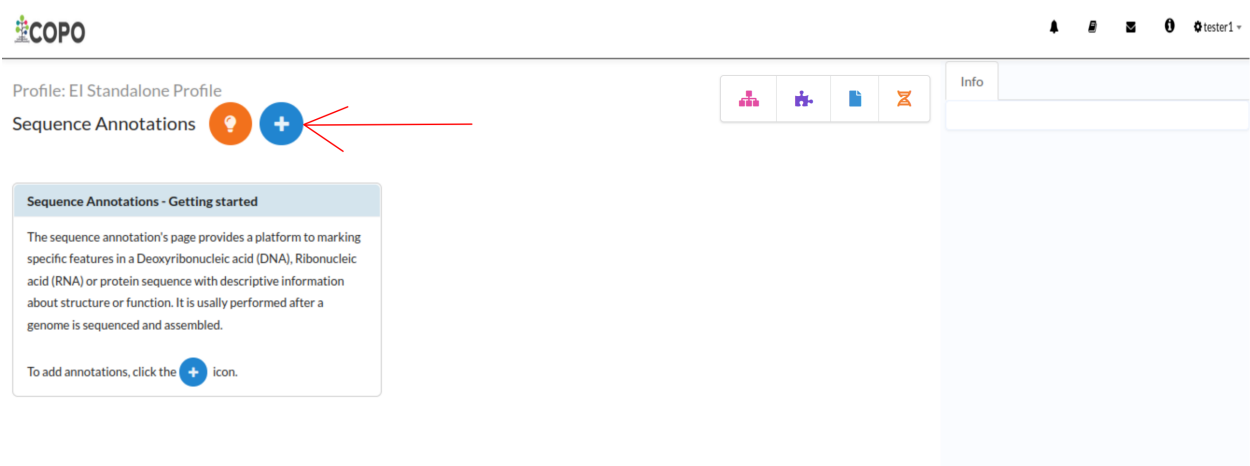 COPO
tester1
Profile: EI Standalone Profile
Sequence Annotations
Info
Sequence Annotations - Getting started
The sequence annotation's page provides a platform to marking
specific features in a Deoxyribonucleic acid (DNA), Ribonucleic
acid (RNA) or protein sequence with descriptive information
about structure or function. It is usally performed after a
genome is sequenced and assembled.
To add annotations, click the + icon.